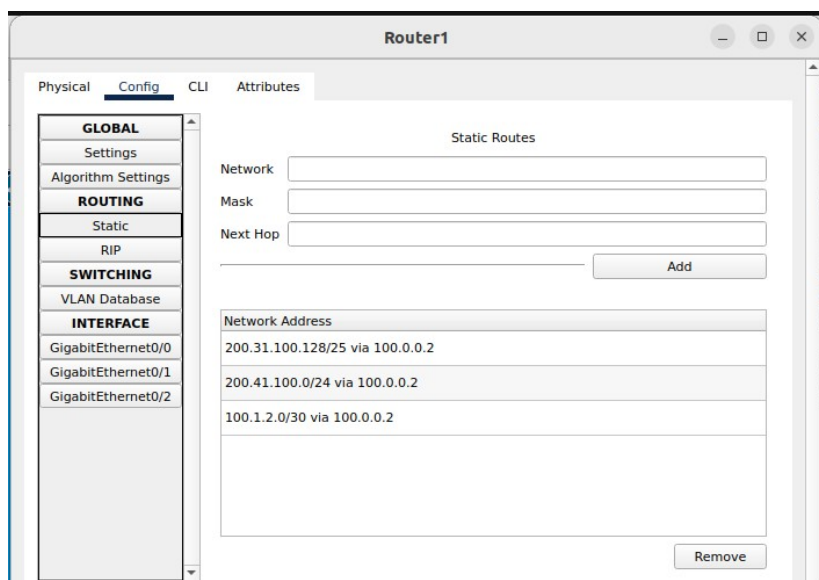 Router1
Physical Config CLI Attributes
GLOBAL
Settings
Algorithm Settings
ROUTING
Static
RIP
SWITCHING
VLAN Database
INTERFACE
GigabitEthernet0/0
GigabitEthernet0/1
GigabitEthernet0/2
Static Routes
Network
Mask
Next Hop
Add
Network Address
200.31.100.128/25 via 100.0.0.2
200.41.100.0/24 via 100.0.0.2
100.1.2.0/30 via 100.0.0.2
Remove